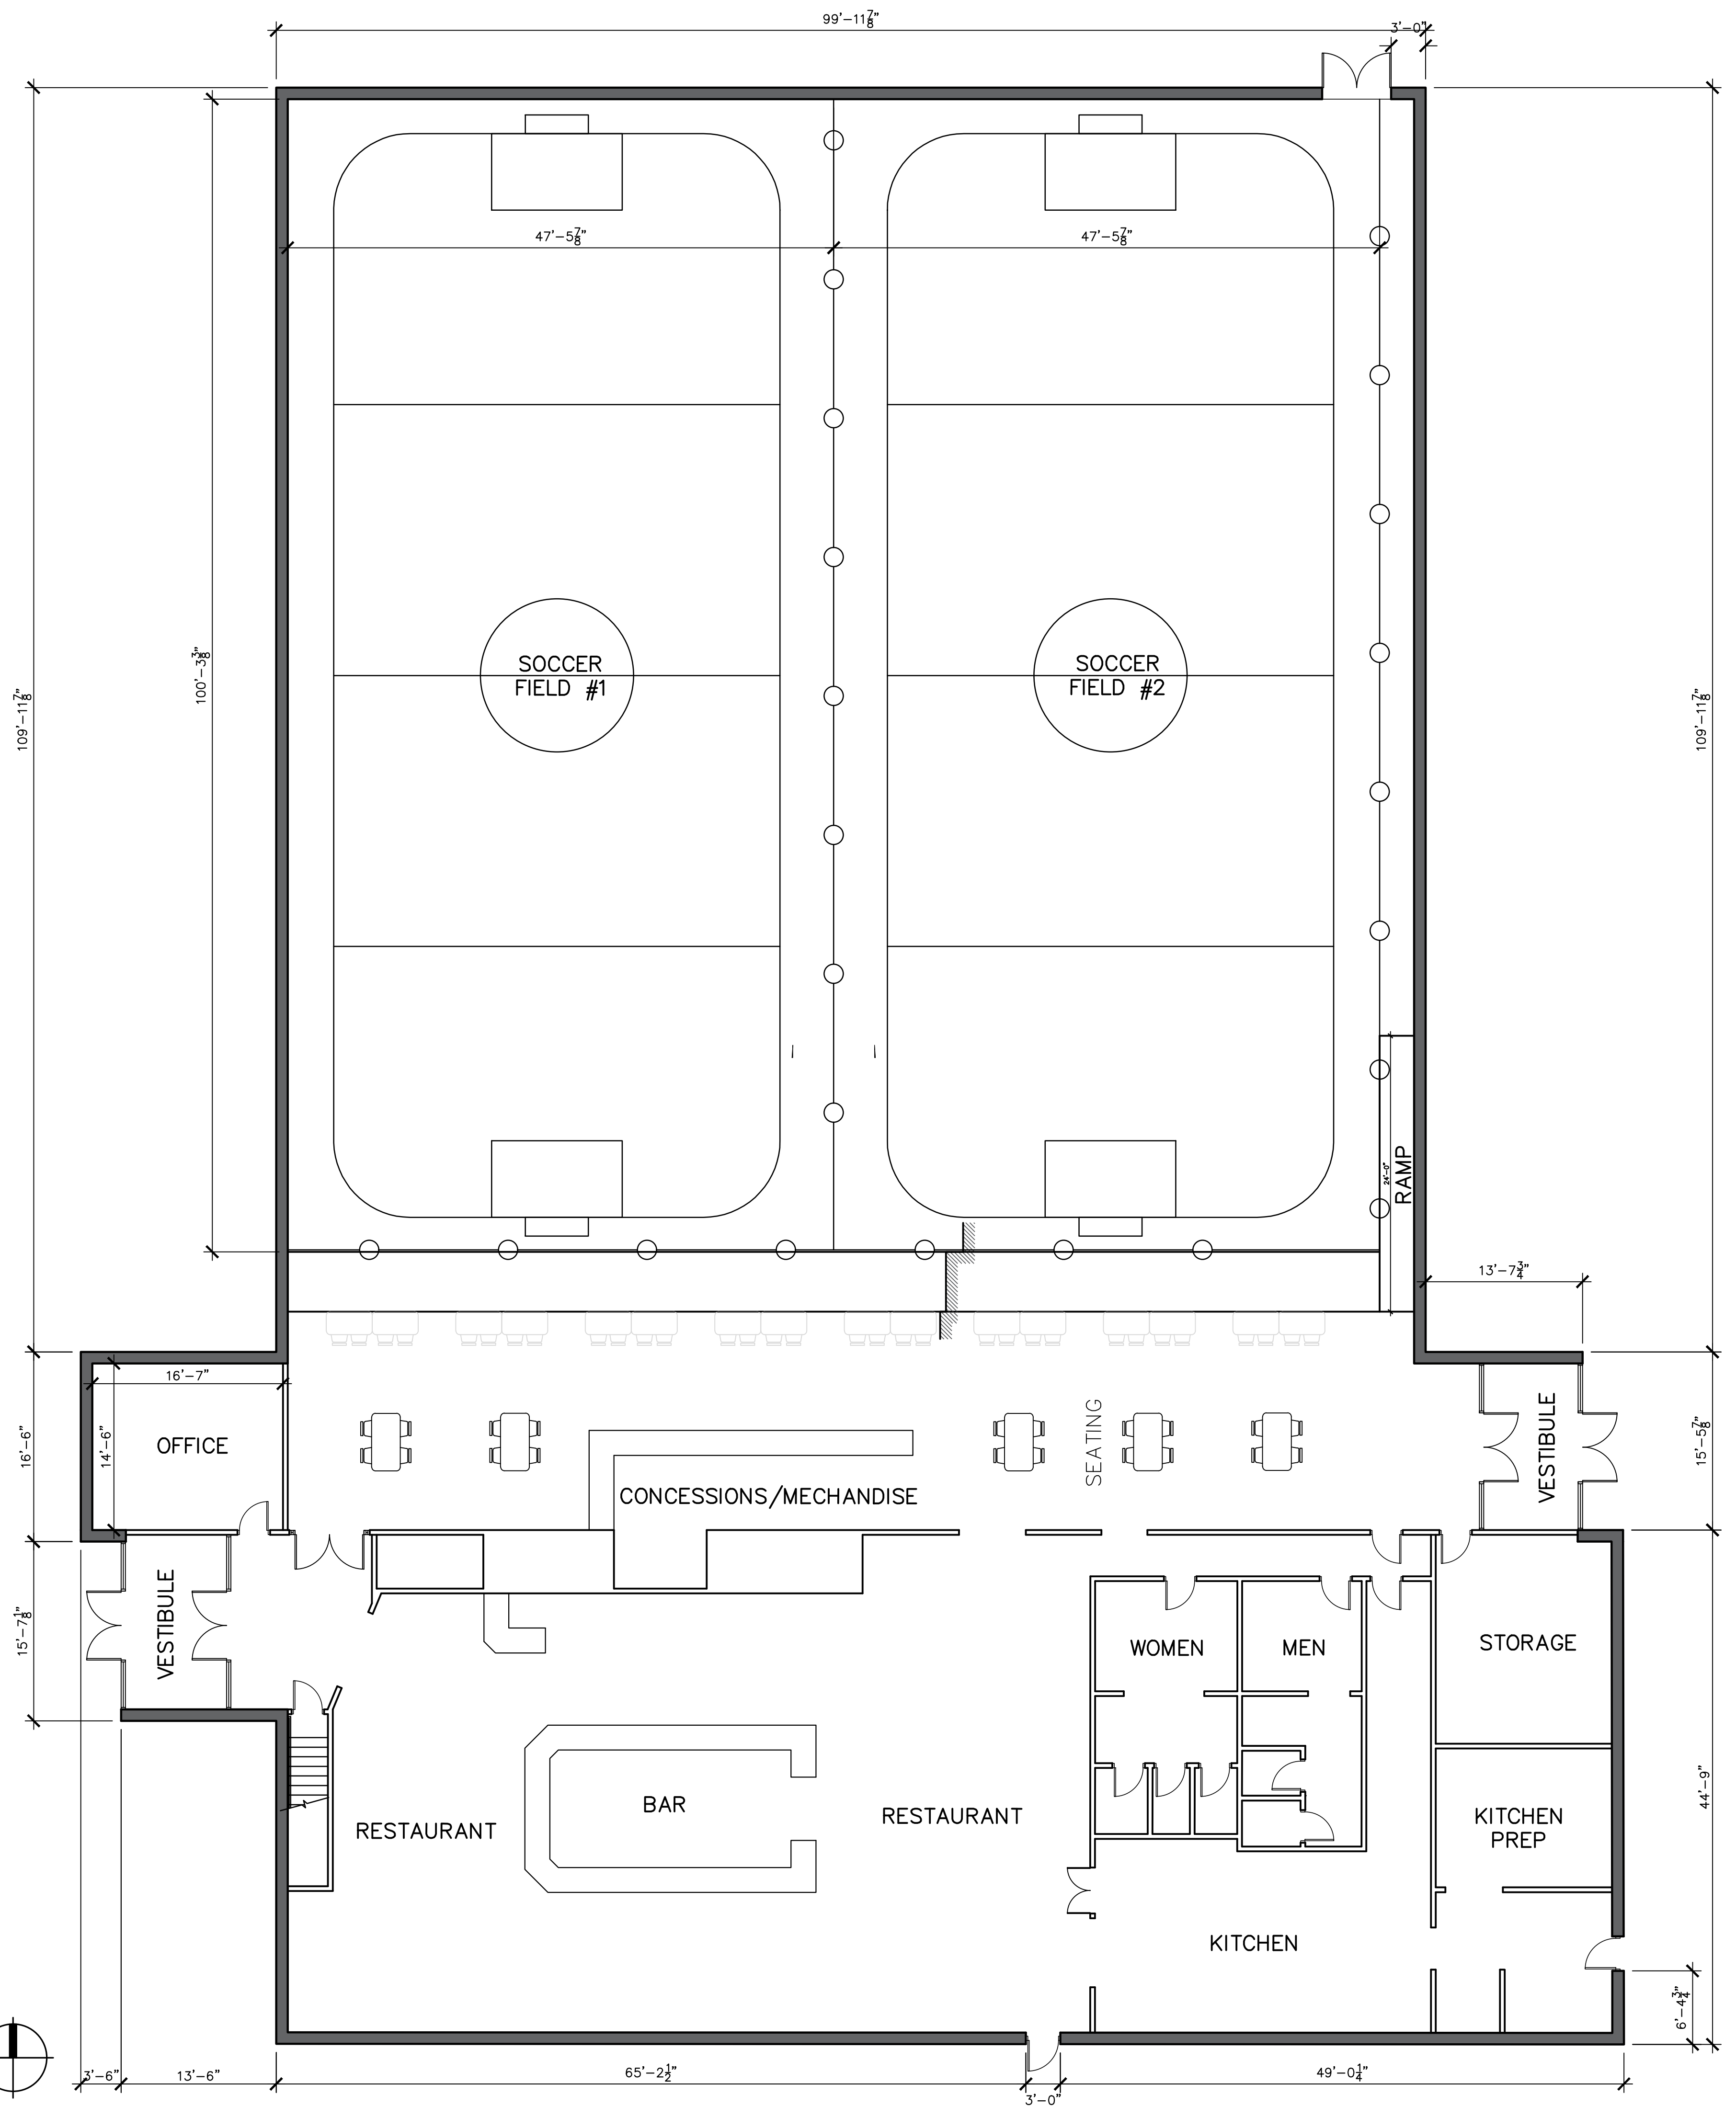 99'-11 7/8"
3'-0"
47'-5 7/8"
47'-5 7/8"
SOCCER
FIELD #1
SOCCER
FIELD #2
100'-3 3/8"
109'-11 7/8"
109'-11 7/8"
RAMP
24'-0"
13'-7 3/4"
16'-7"
14'-6"
16'-6"
OFFICE
SEATING
VESTIBULE
15'-5 7/8"
CONCESSIONS/MECHANDISE
VESTIBULE
15'-7 1/8"
WOMEN
MEN
STORAGE
BAR
RESTAURANT
RESTAURANT
KITCHEN
PREP
44'-9"
KITCHEN
6'-4 3/4"
3'-6"
13'-6"
65'-2 1/2"
3'-0"
49'-0 1/4"